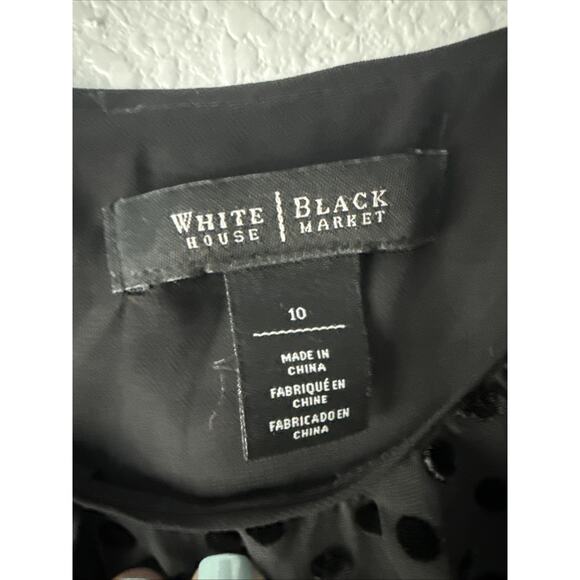 WHITE | BLACK
HOUSE | MARKET
10
MADE IN
CHINA
FABRIQUÉ EN
CHINE
FABRICADO EN
CHINA